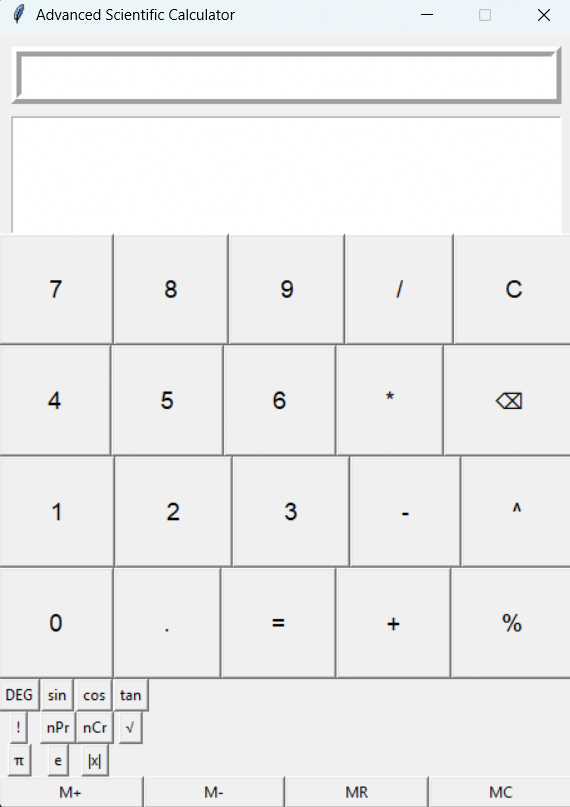 Advanced Scientific Calculator
7 8 9 / C
4 5 6 * ⌫
1 2 3 - ^
0 . = + %
DEG sin cos tan
! nPr nCr √
π e |x|
M+ M- MR MC